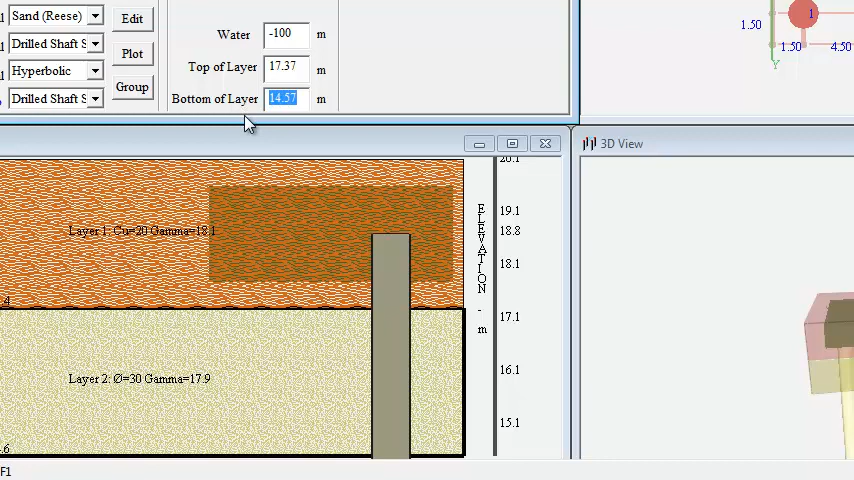 Sand (Reese)
Edit
Drilled Shaft S
Plot
Hyperbolic
Group
Drilled Shaft S
Water -100 m
Top of Layer 17.37 m
Bottom of Layer 14.57 m
1
1.50
1.50
4.50
Y
3D View
20.1
19.1
18.8
18.1
17.1
16.1
15.1
ELEVATION - m
Layer 1: Cu=20 Gamma=18.1
.4
Layer 2: Ø=30 Gamma=17.9
.6
F1